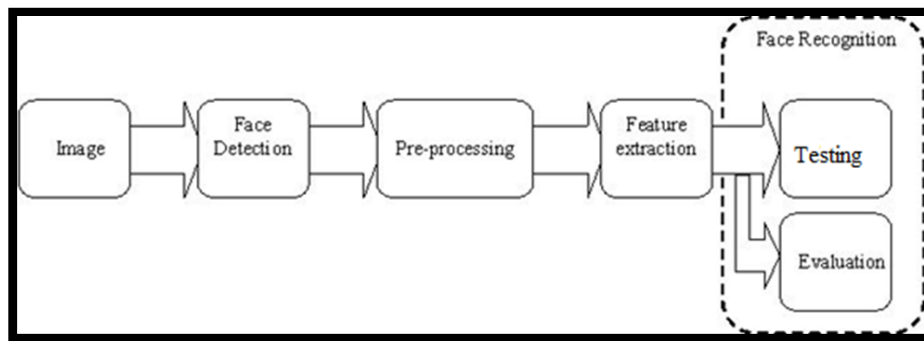 Face Recognition
Image
Face
Detection
Pre-processing
Feature
extraction
Testing
Evaluation